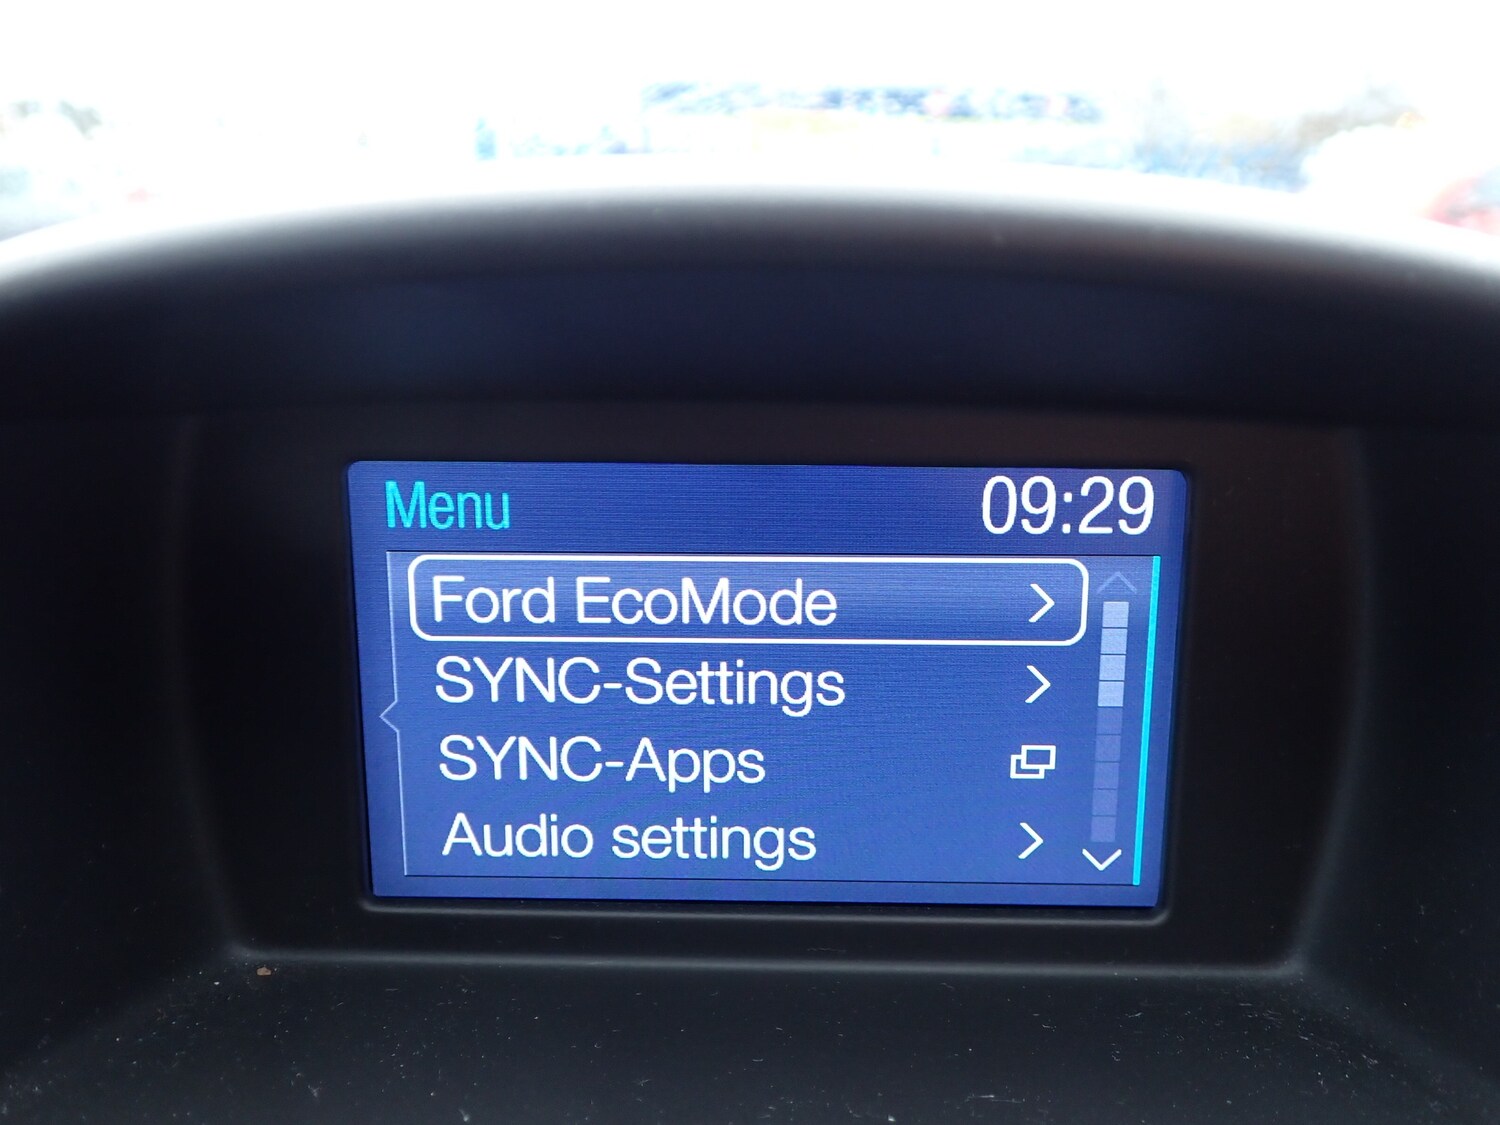 Menu 09:29
Ford EcoMode
SYNC-Settings
SYNC-Apps
Audio settings